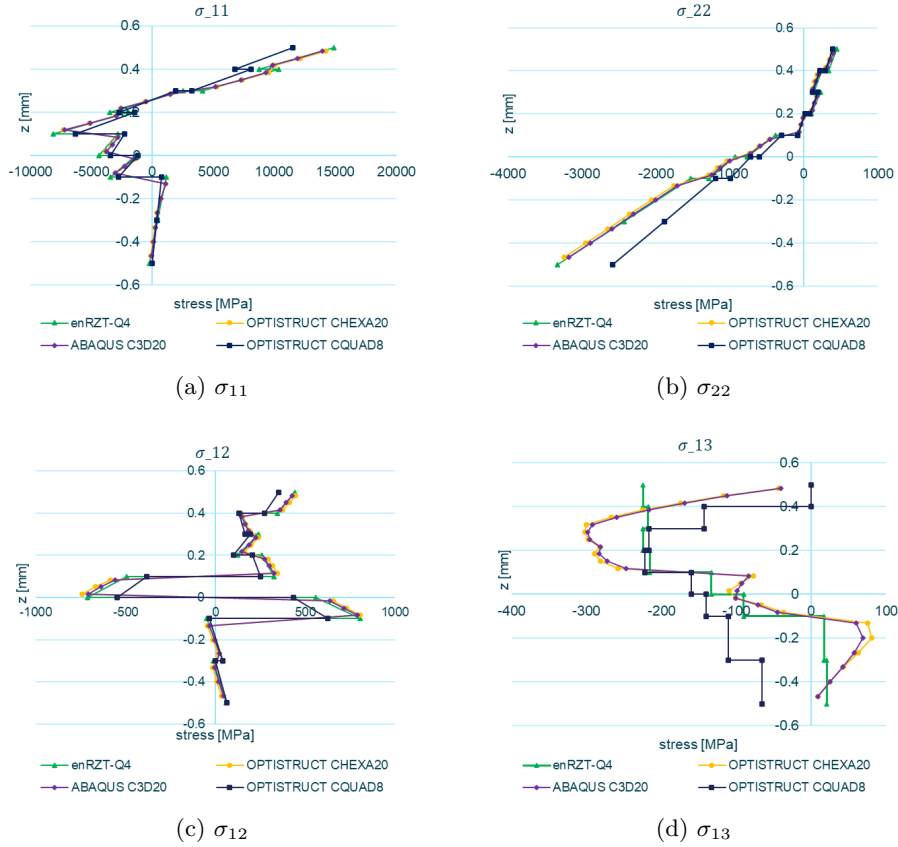 σ_11
0.6
0.4
0.2
0
-0.2
-0.4
-0.6
-10000 -5000 0 5000 10000 15000 20000
z [mm]
stress [MPa]
enRZT-Q4 OPTISTRUCT CHEXA20
ABAQUS C3D20 OPTISTRUCT CQUAD8
(a) σ11
σ_22
0.6
0.4
0.2
0
-0.2
-0.4
-0.6
-3000 -2000 -1000 0 1000
z [mm]
stress [MPa]
enRZT-Q4 OPTISTRUCT CHEXA20
ABAQUS C3D20 OPTISTRUCT CQUAD8
(b) σ22
σ_12
0.6
0.4
0.2
0
-0.2
-0.4
-0.6
-1000 -500 0 500 1000
z [mm]
stress [MPa]
enRZT-Q4 OPTISTRUCT CHEXA20
ABAQUS C3D20 OPTISTRUCT CQUAD8
(c) σ12
σ_13
0.6
0.4
0.2
0
-0.2
-0.4
-0.6
-400 -300 -200 -100 0 100
z [mm]
stress [MPa]
enRZT-Q4 OPTISTRUCT CHEXA20
ABAQUS C3D20 OPTISTRUCT CQUAD8
(d) σ13